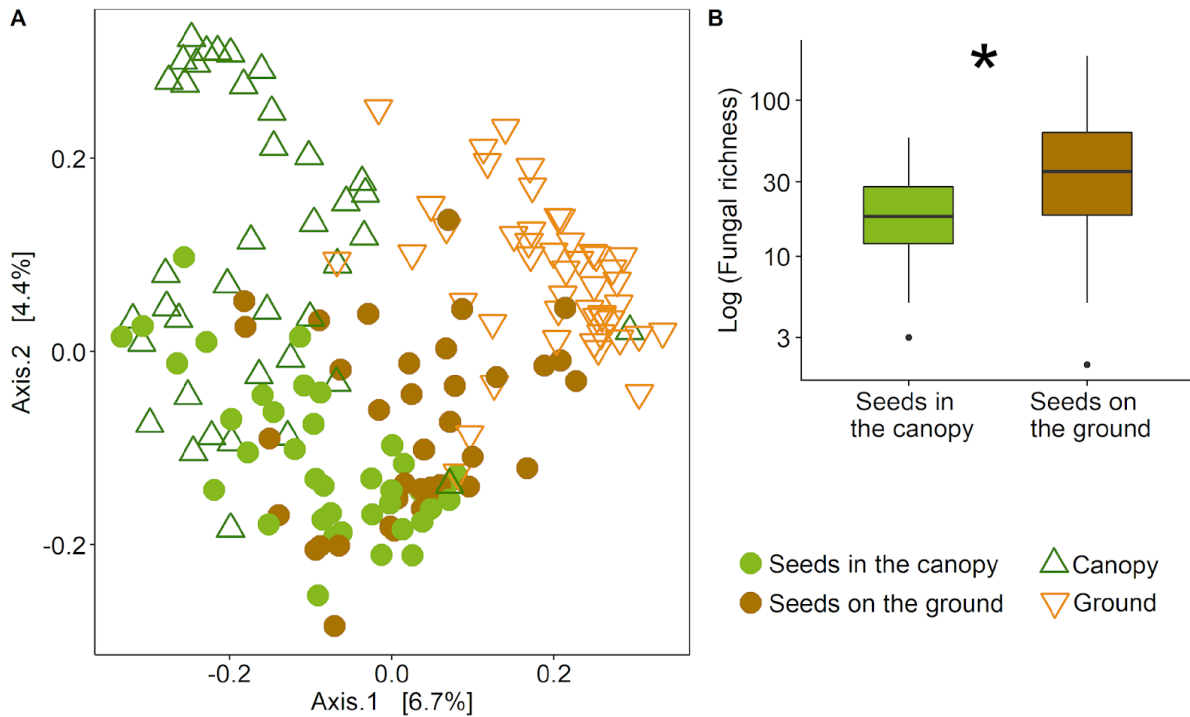 A
Axis.2 [4.4%]
0.2
0.0
-0.2
-0.2
0.0
0.2
Axis.1 [6.7%]
B
*
Log (Fungal richness)
100
30
10
3
Seeds in
the canopy
Seeds on
the ground
Seeds in the canopy
Seeds on the ground
Canopy
Ground